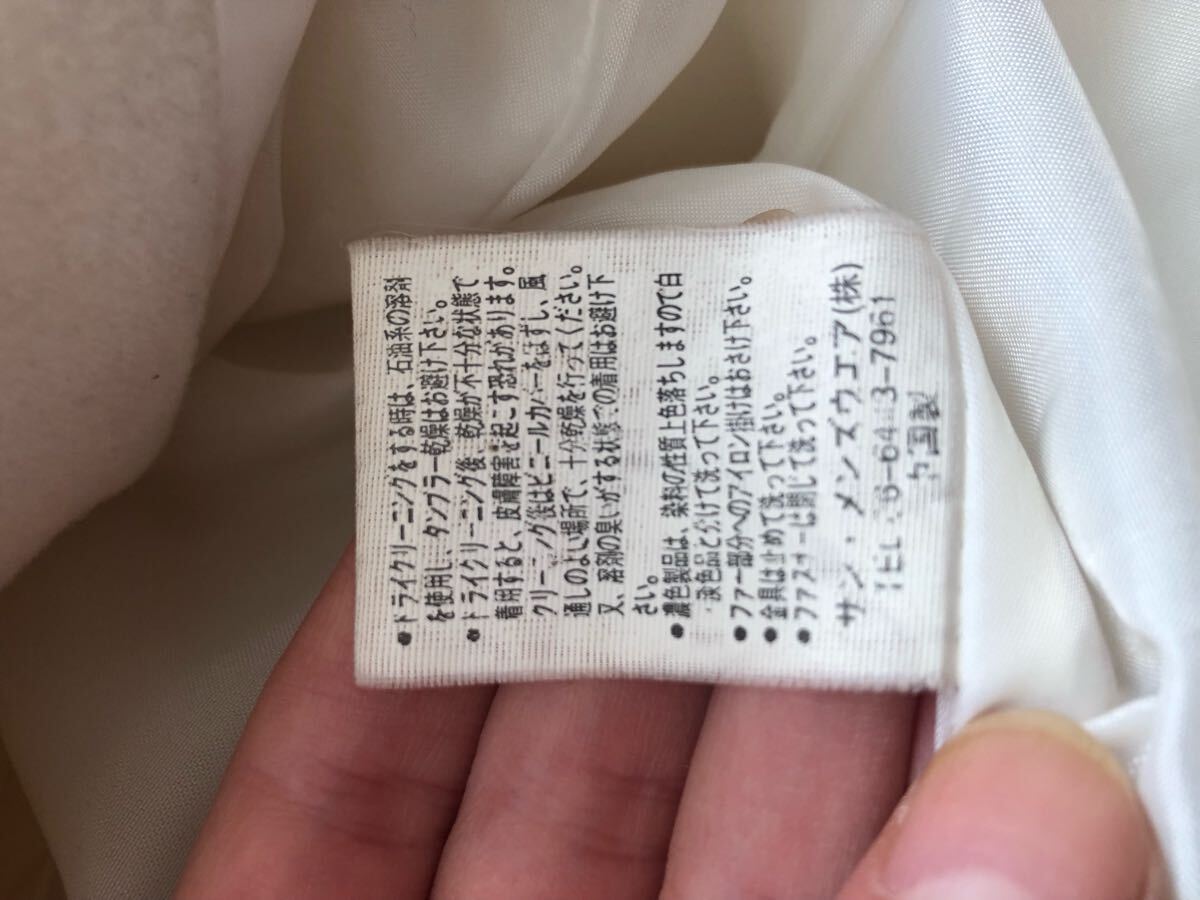 ●ドライクリーニングをする時は、石油系の溶剤
を使用し、タンブラー乾燥はお避け下さい。
●ドライクリーニング後、乾燥が不十分な状態で
着用すると、皮膚障害を起こす恐れがあります。
クリーニング後はビニールカバーをはずし、風
通しのよい場所で、十分乾燥を行ってください。
又、溶剤の臭いがする状態での着用はお避け下
さい。
●濃色製品は、染料の性質上色落ちしますので白
・淡色品と分けて洗って下さい。
●ファー部分へのアイロン掛けはおさけ下さい。
●金具は止めて洗って下さい。
●ファスナーは閉じて洗って下さい。
サン・メンズウエア(株)
TEL
中国製